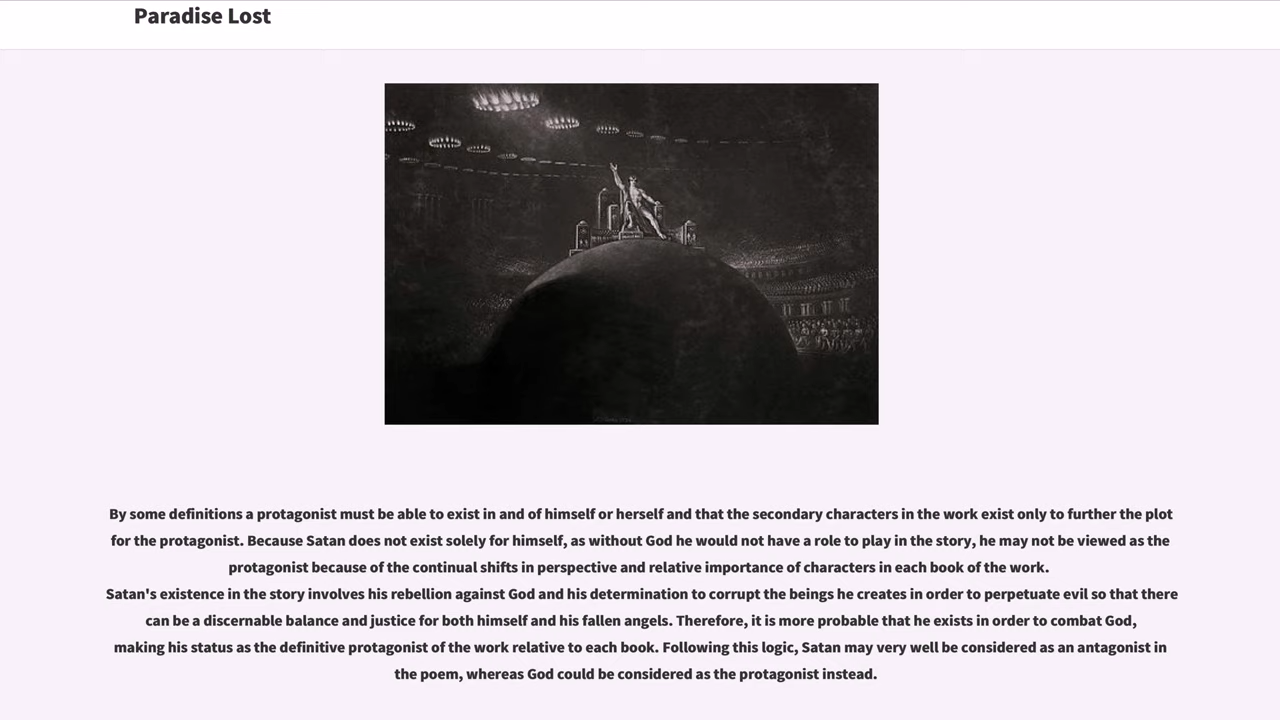 Paradise Lost
By some definitions a protagonist must be able to exist in and of himself or herself and that the secondary characters in the work exist only to further the plot
for the protagonist. Because Satan does not exist solely for himself, as without God he would not have a role to play in the story, he may not be viewed as the
protagonist because of the continual shifts in perspective and relative importance of characters in each book of the work.
Satan's existence in the story involves his rebellion against God and his determination to corrupt the beings he creates in order to perpetuate evil so that there
can be a discernable balance and justice for both himself and his fallen angels. Therefore, it is more probable that he exists in order to combat God,
making his status as the definitive protagonist of the work relative to each book. Following this logic, Satan may very well be considered as an antagonist in
the poem, whereas God could be considered as the protagonist instead.